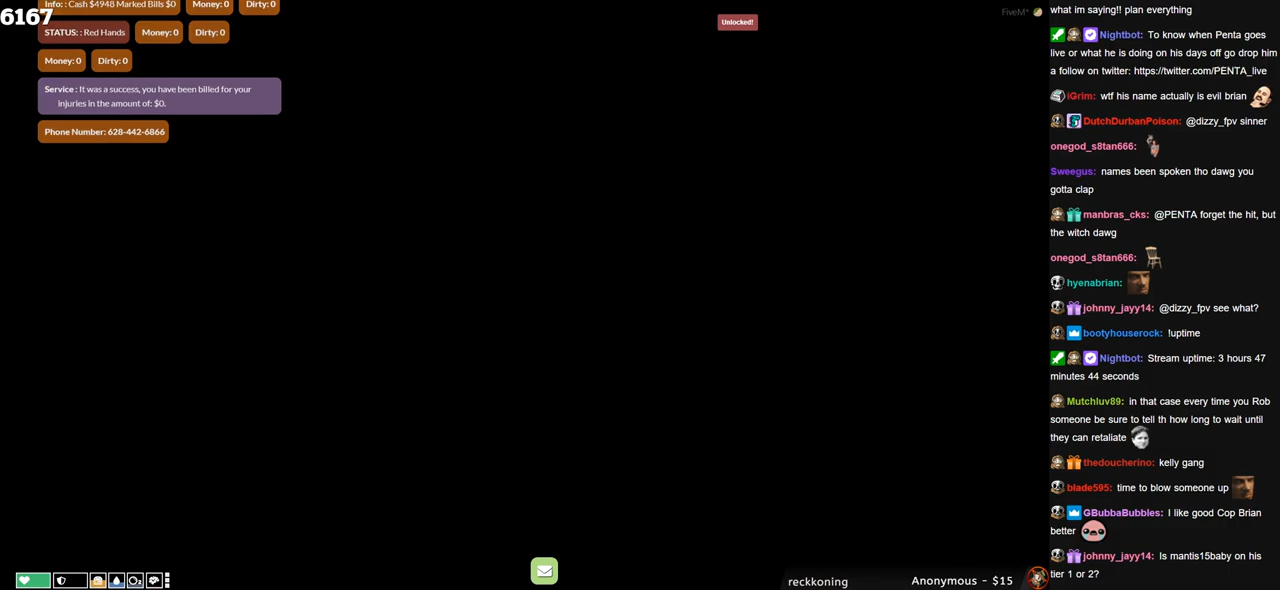 Info: : Cash $4948 Marked Bills $0 Money: 0 Dirty: 0
6167
STATUS: : Red Hands Money: 0 Dirty: 0
Money: 0 Dirty: 0
Service : It was a success, you have been billed for your
injuries in the amount of: $0.
Phone Number: 628-442-6866
Unlocked!
FiveM*
what im saying!! plan everything
Nightbot: To know when Penta goes
live or what he is doing on his days off go drop him
a follow on twitter: https://twitter.com/PENTA_live
iGrim: wtf his name actually is evil brian
DutchDurbanPoison: @dizzy_fpv sinner
onegod_s8tan666:
Sweegus: names been spoken tho dawg you
gotta clap
manbras_cks: @PENTA forget the hit, but
the witch dawg
onegod_s8tan666:
hyenabrian:
johnny_jayy14: @dizzy_fpv see what?
bootyhouserock: !uptime
Nightbot: Stream uptime: 3 hours 47
minutes 44 seconds
Mutchluv89: in that case every time you Rob
someone be sure to tell th how long to wait until
they can retaliate
thedoucherino: kelly gang
blade595: time to blow someone up
GBubbaBubbles: I like good Cop Brian
better
johnny_jayy14: Is mantis15baby on his
tier 1 or 2?
O2
reckkoning Anonymous - $15